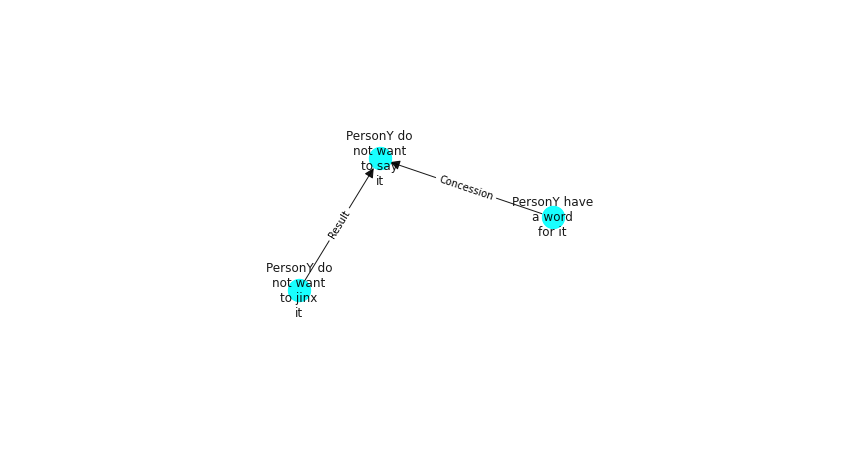 PersonY do
not want
to say
it
Concession
PersonY have
a word
for it
Result
PersonY do
not want
to jinx
it